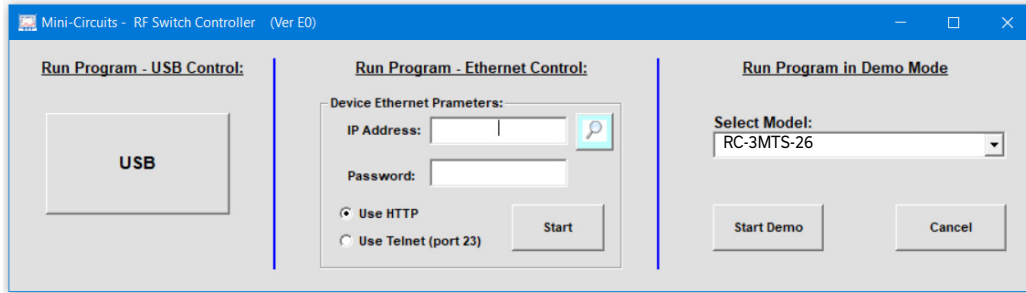 Mini-Circuits - RF Switch Controller (Ver E0)
Run Program - USB Control:
USB
Run Program - Ethernet Control:
Device Ethernet Prameters:
IP Address:
Password:
Use HTTP
Use Telnet (port 23)
Start
Run Program in Demo Mode
Select Model:
RC-3MTS-26
Start Demo
Cancel